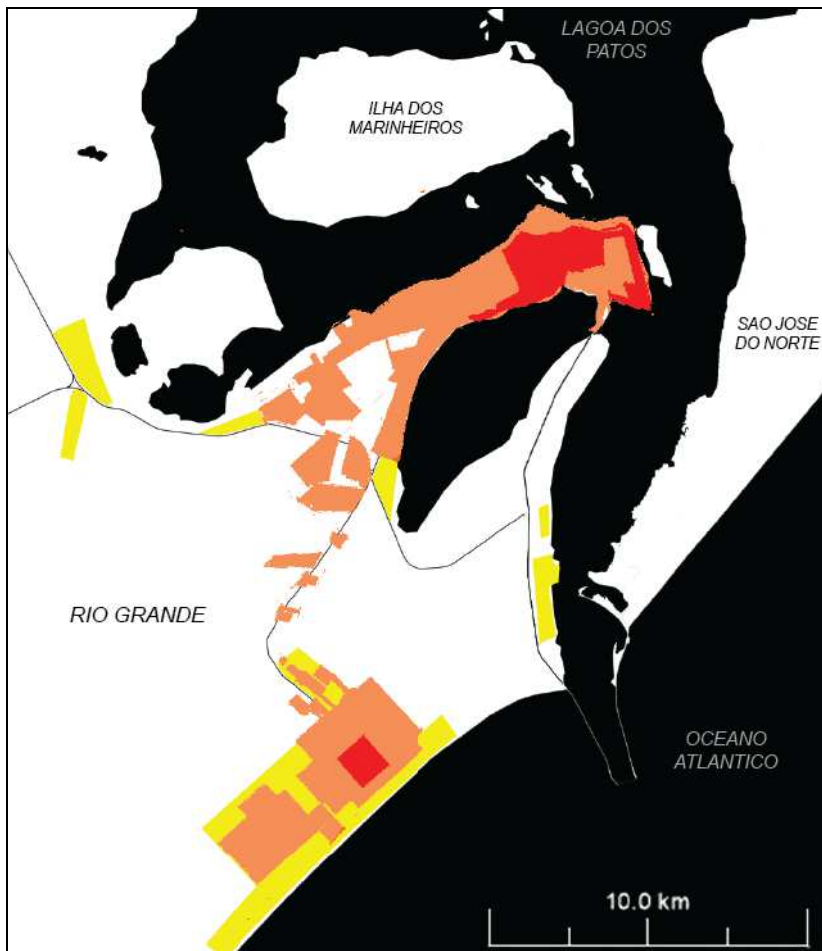 LAGOA DOS
PATOS
ILHA DOS
MARINHEIROS
SAO JOSE
DO NORTE
RIO GRANDE
OCEANO
ATLANTICO
10.0 km